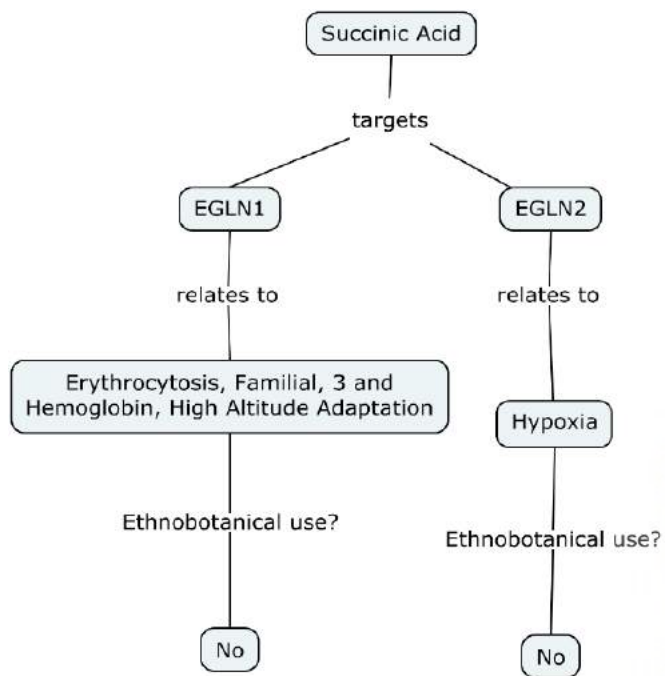 Succinic Acid
targets
EGLN1
EGLN2
relates to
relates to
Erythrocytosis, Familial, 3 and
Hemoglobin, High Altitude Adaptation
Hypoxia
Ethnobotanical use?
Ethnobotanical use?
No
No